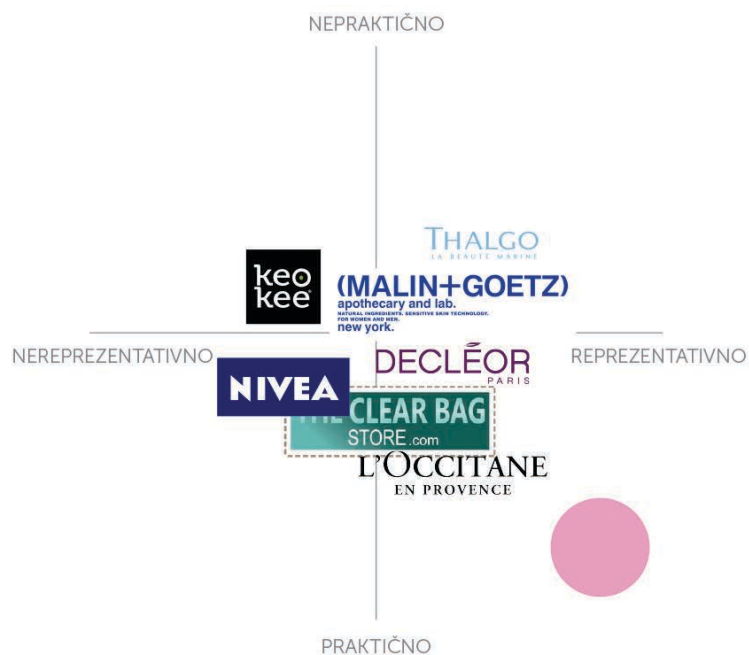 NEPRAKTIČNO
THALGO
LA BEAUTÉ MARINE
keo
kee
(MALIN+GOETZ)
apothecary and lab.
NATURAL INGREDIENTS. SENSITIVE SKIN TECHNOLOGY.
FOR WOMEN AND MEN.
new york.
NEREPREZENTATIVNO
REPREZENTATIVNO
DECLÉOR
PARIS
NIVEA
CLEAR BAG
STORE.com
L'OCCITANE
EN PROVENCE
PRAKTIČNO